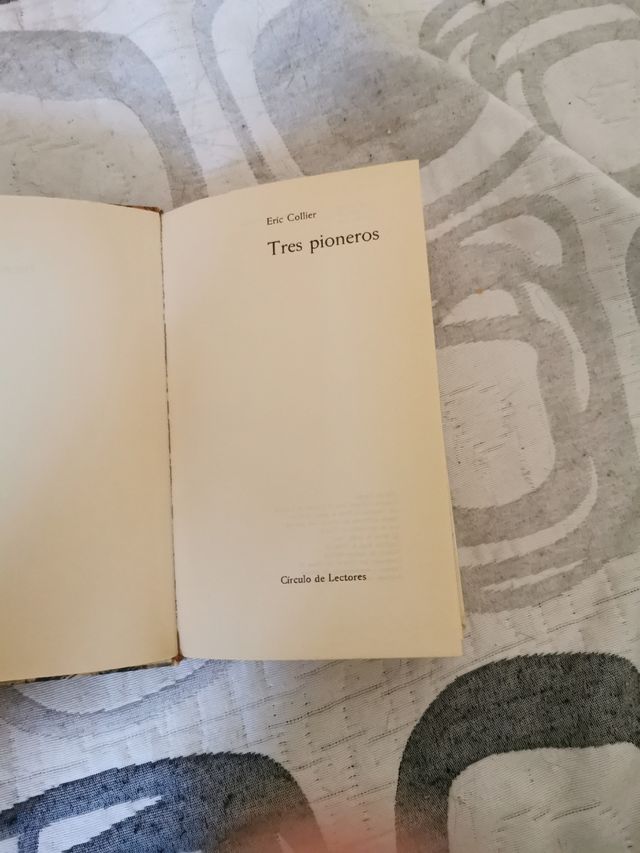 Eric Collier
Tres pioneros
Círculo de Lectores